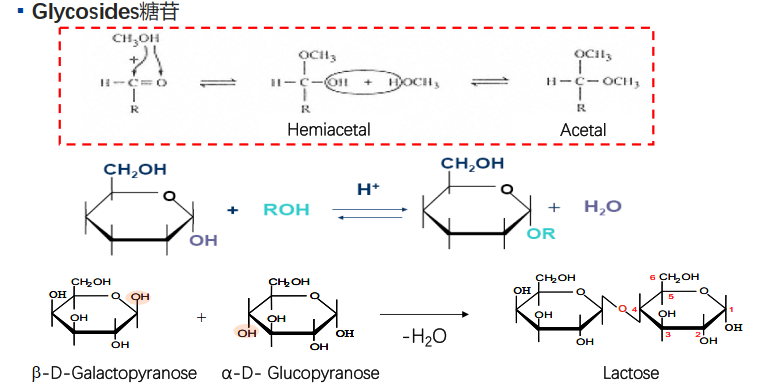 ▪ Glycosides糖苷
CH₃OH
H−C=O
R
OCH₃
H−C−OH + HOCH₃
R
Hemiacetal
OCH₃
H−C−OCH₃
R
Acetal
CH₂OH
O
OH
+ ROH
H⁺
CH₂OH
O
OR
+ H₂O
CH₂OH
OH
O
OH
OH
OH
β-D-Galactopyranose
+
CH₂OH
O
OH
OH
OH
OH
α-D- Glucopyranose
-H₂O
CH₂OH
OH
O
OH
OH
O
6 CH₂OH
5
O
4
OH
1
3
2
OH
OH
Lactose